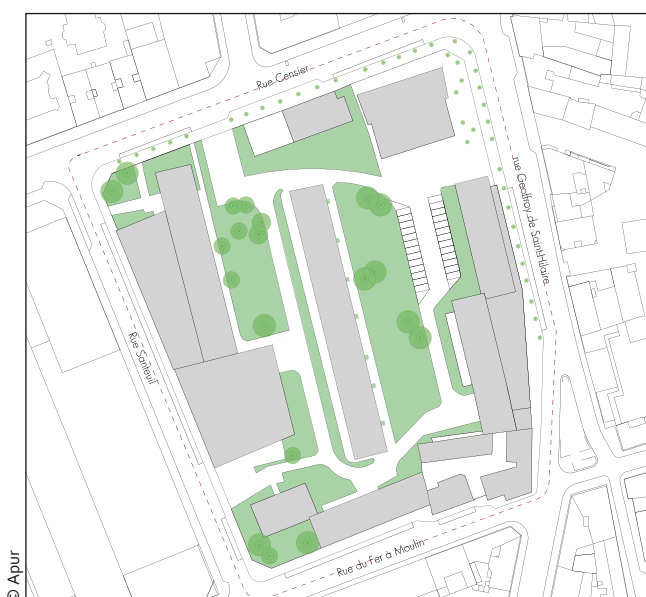 Rue Censier
rue Geoffroy de Saint-Hilaire
Rue Santeuil
Rue du Fer à Moulin
© Apur